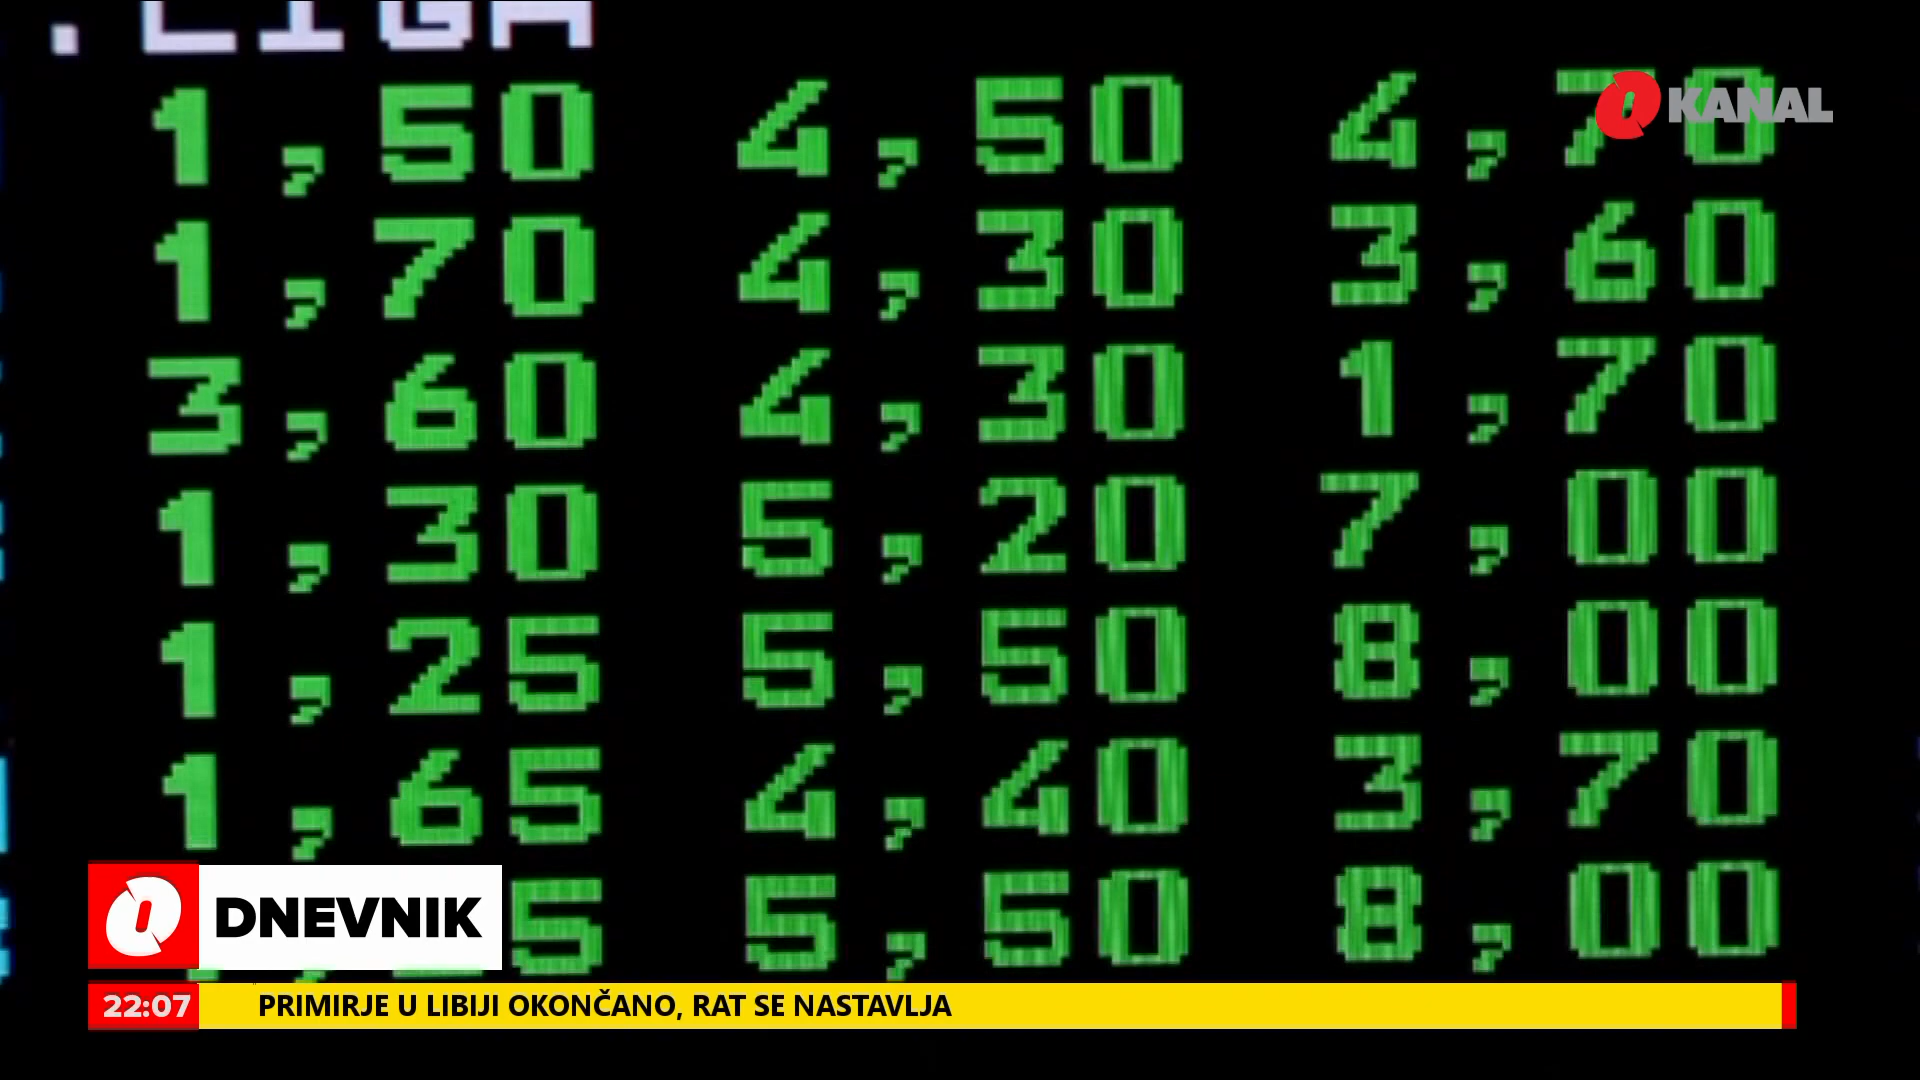 .LIGA
1,50 4,50 4,70
O KANAL
1,70 4,30 3,60
3,60 4,30 1,70
1,30 5,20 7,00
1,25 5,50 8,00
1,65 4,40 3,70
5 5,50 8,00
O DNEVNIK
22:07 PRIMIRJE U LIBIJI OKONČANO, RAT SE NASTAVLJA